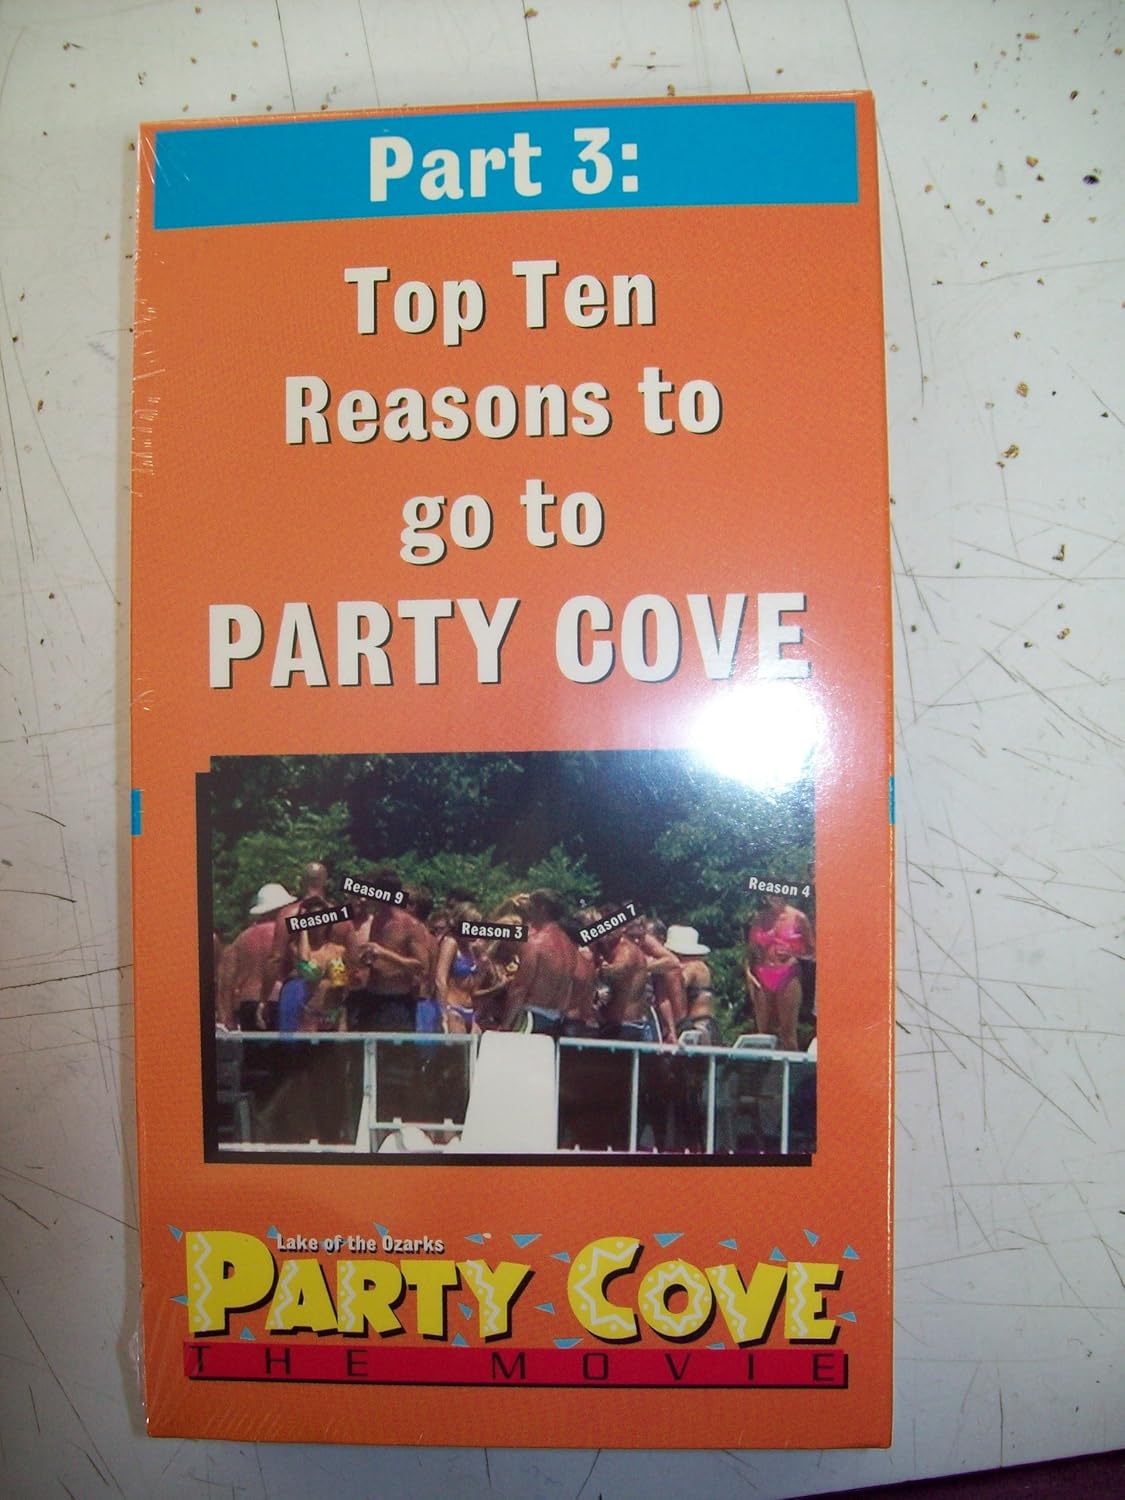 Part 3:
Top Ten
Reasons to
go to
PARTY COVE
Reason 9
Reason 4
Reason 1
Reason 3
Reason 7
Lake of the Ozarks
PARTY COVE
THE MOVIE